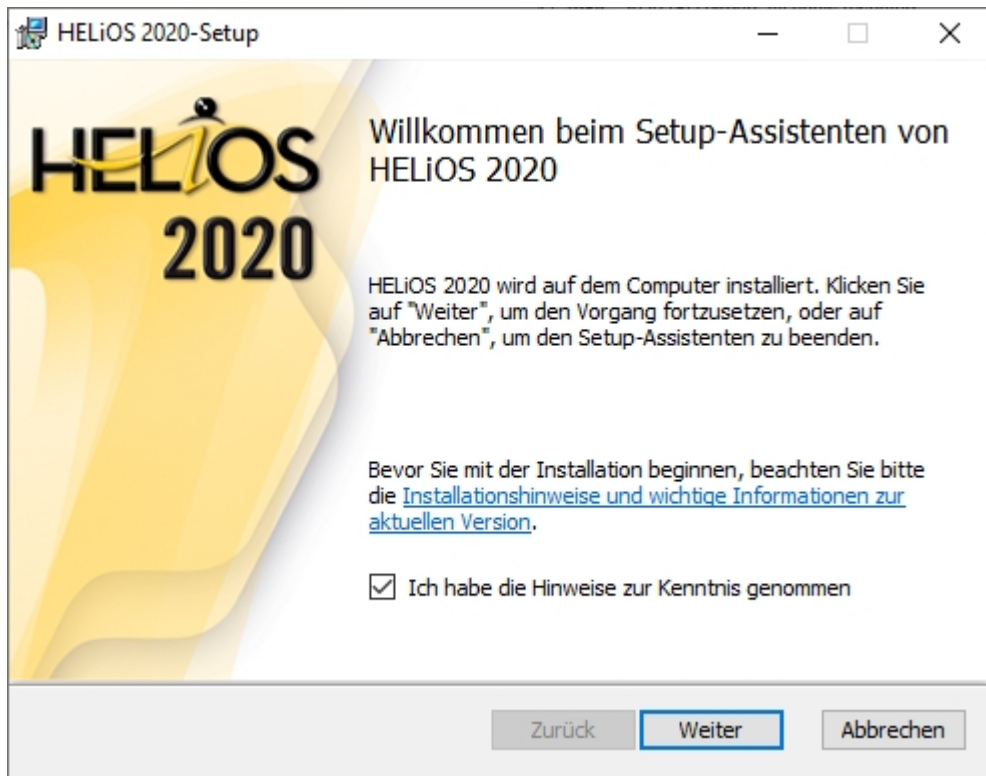 HELiOS 2020-Setup
HELiOS
2020
Willkommen beim Setup-Assistenten von
HELiOS 2020
HELiOS 2020 wird auf dem Computer installiert. Klicken Sie
auf "Weiter", um den Vorgang fortzusetzen, oder auf
"Abbrechen", um den Setup-Assistenten zu beenden.
Bevor Sie mit der Installation beginnen, beachten Sie bitte
die Installationshinweise und wichtige Informationen zur
aktuellen Version.
Ich habe die Hinweise zur Kenntnis genommen
Zurück
Weiter
Abbrechen